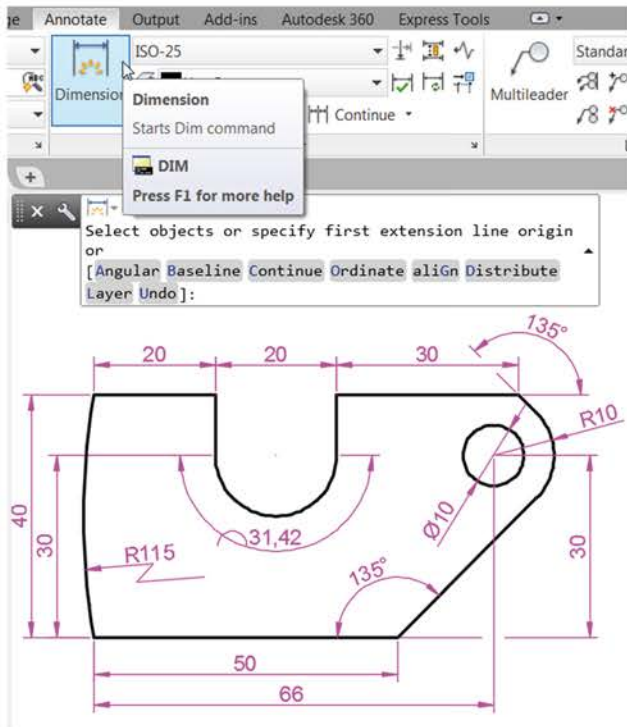 ge Annotate Output Add-ins Autodesk 360 Express Tools
ISO-25
Standar
Dimension
Multileader
Dimension
Starts Dim command
Continue
DIM
Press F1 for more help
Select objects or specify first extension line origin
or
[Angular Baseline Continue Ordinate aliGn Distribute
Layer Undo]:
135°
20 20 30
R10
40
30
31,42
Ø10
30
R115
135°
50
66